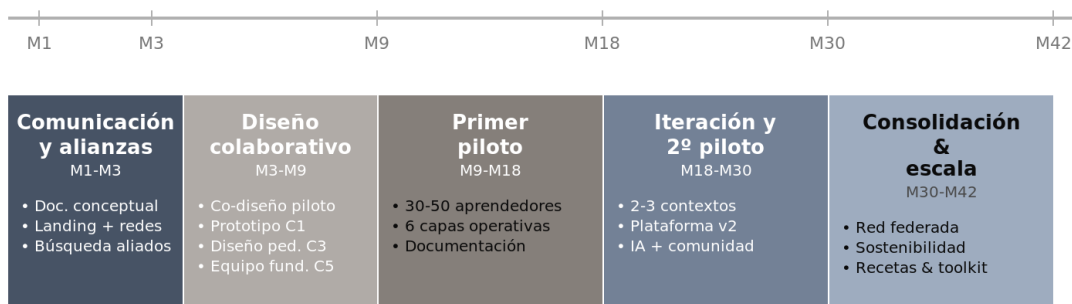 M1
M3
M9
M18
M30
M42
Comunicación
y alianzas
M1-M3
• Doc. conceptual
• Landing + redes
• Búsqueda aliados
Diseño
colaborativo
M3-M9
• Co-diseño piloto
• Prototipo C1
• Diseño ped. C3
• Equipo fund. C5
Primer
piloto
M9-M18
• 30-50 aprendedores
• 6 capas operativas
• Documentación
Iteración y
2º piloto
M18-M30
• 2-3 contextos
• Plataforma v2
• IA + comunidad
Consolidación
&
escala
M30-M42
• Red federada
• Sostenibilidad
• Recetas & toolkit